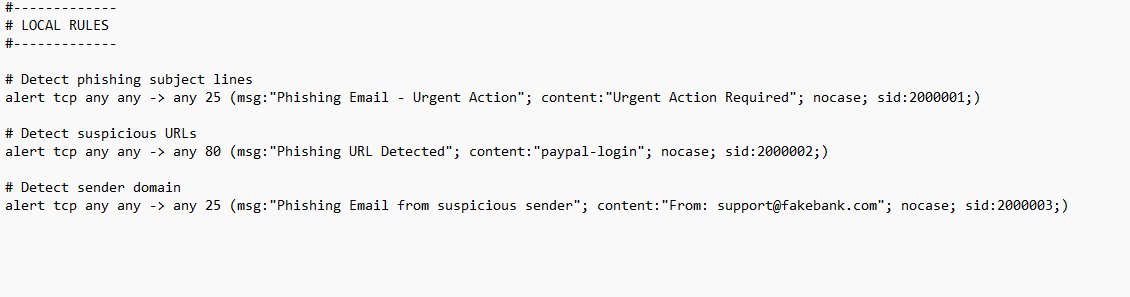 #-------------
# LOCAL RULES
#-------------
# Detect phishing subject lines
alert tcp any any -> any 25 (msg:"Phishing Email - Urgent Action"; content:"Urgent Action Required"; nocase; sid:2000001;)
# Detect suspicious URLs
alert tcp any any -> any 80 (msg:"Phishing URL Detected"; content:"paypal-login"; nocase; sid:2000002;)
# Detect sender domain
alert tcp any any -> any 25 (msg:"Phishing Email from suspicious sender"; content:"From: support@fakebank.com"; nocase; sid:2000003;)